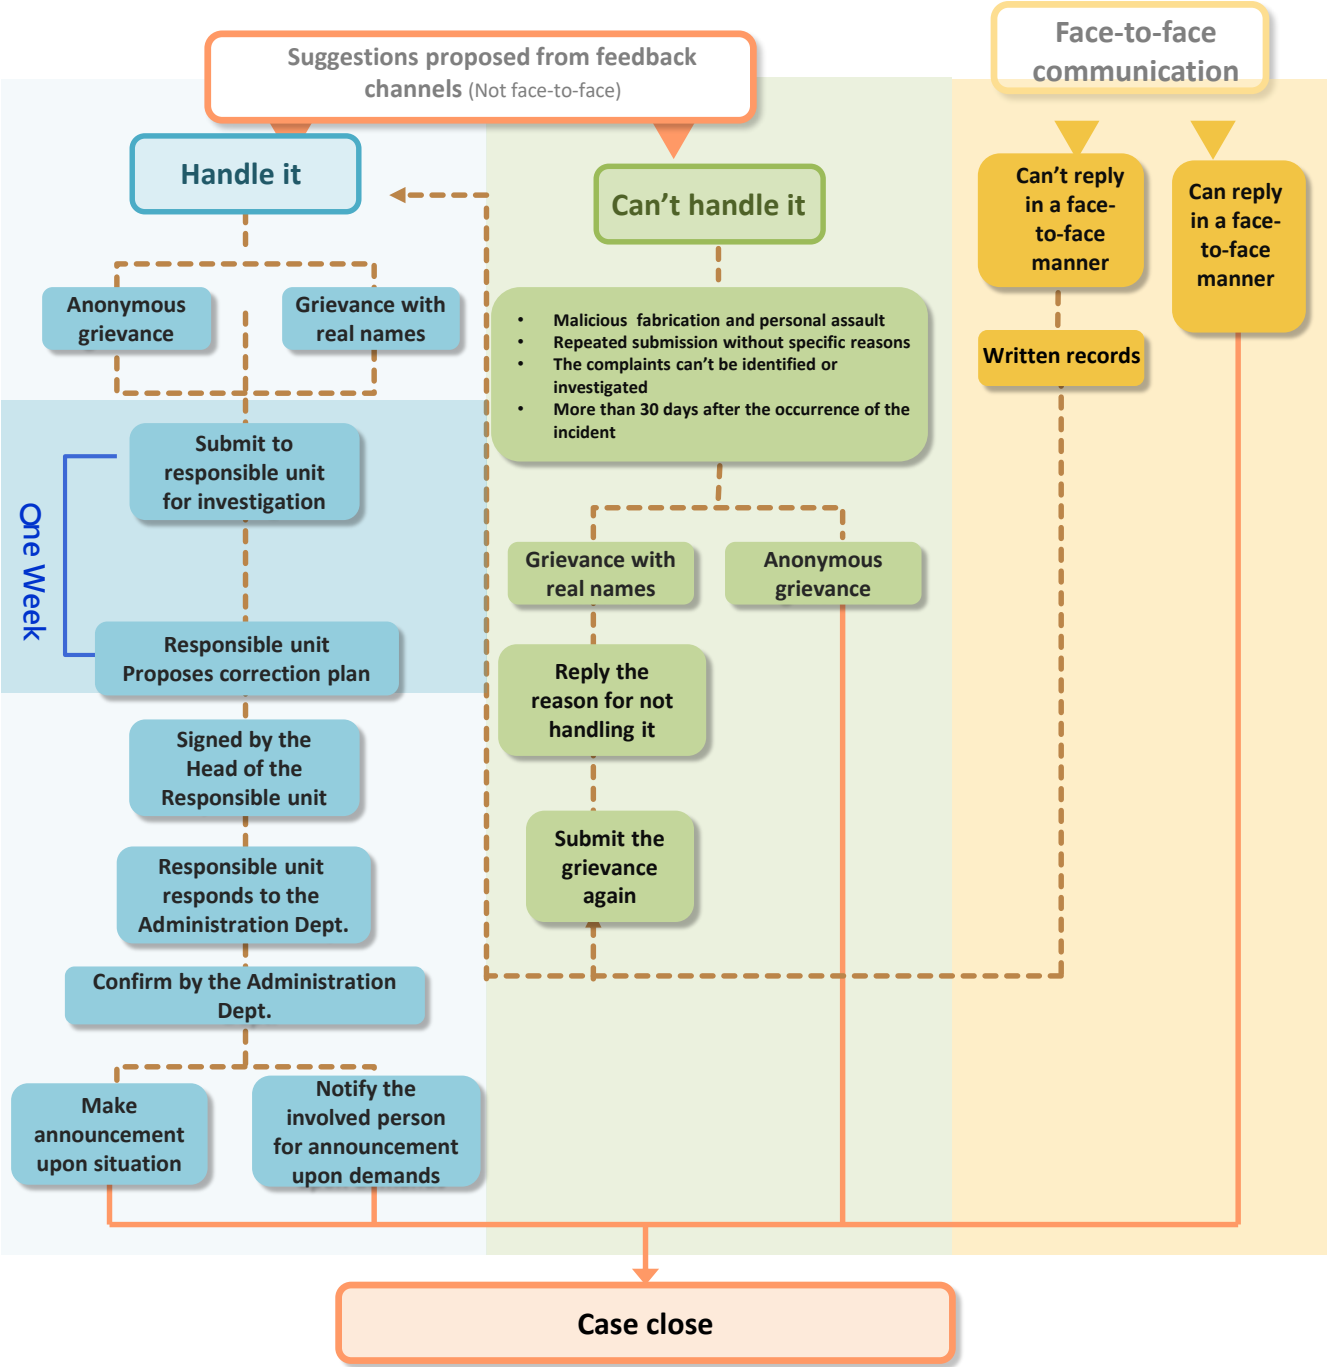 Suggestions proposed from feedback
channels (Not face-to-face)
Face-to-face
communication
Handle it
Can't handle it
Can't reply
in a face-
to-face
manner
Can reply
in a face-
to-face
manner
Anonymous
grievance
Grievance with
real names
• Malicious fabrication and personal assault
• Repeated submission without specific reasons
• The complaints can't be identified or
investigated
• More than 30 days after the occurrence of the
incident
Written records
One Week
Submit to
responsible unit
for investigation
Grievance with
real names
Anonymous
grievance
Responsible unit
Proposes correction plan
Reply the
reason for not
handling it
Signed by the
Head of the
Responsible unit
Responsible unit
responds to the
Administration Dept.
Submit the
grievance
again
Confirm by the Administration
Dept.
Make
announcement
upon situation
Notify the
involved person
for announcement
upon demands
Case close